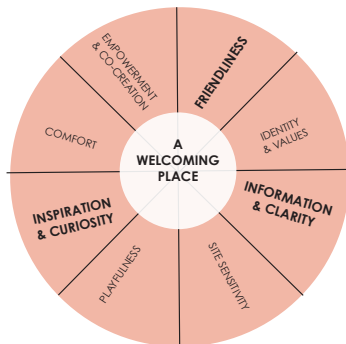 A
WELCOMING
PLACE
FRIENDLINESS
IDENTITY
& VALUES
INFORMATION
& CLARITY
SITE SENSITIVITY
PLAYFULNESS
INSPIRATION
& CURIOSITY
COMFORT
EMPOWERMENT
& CO-CREATION